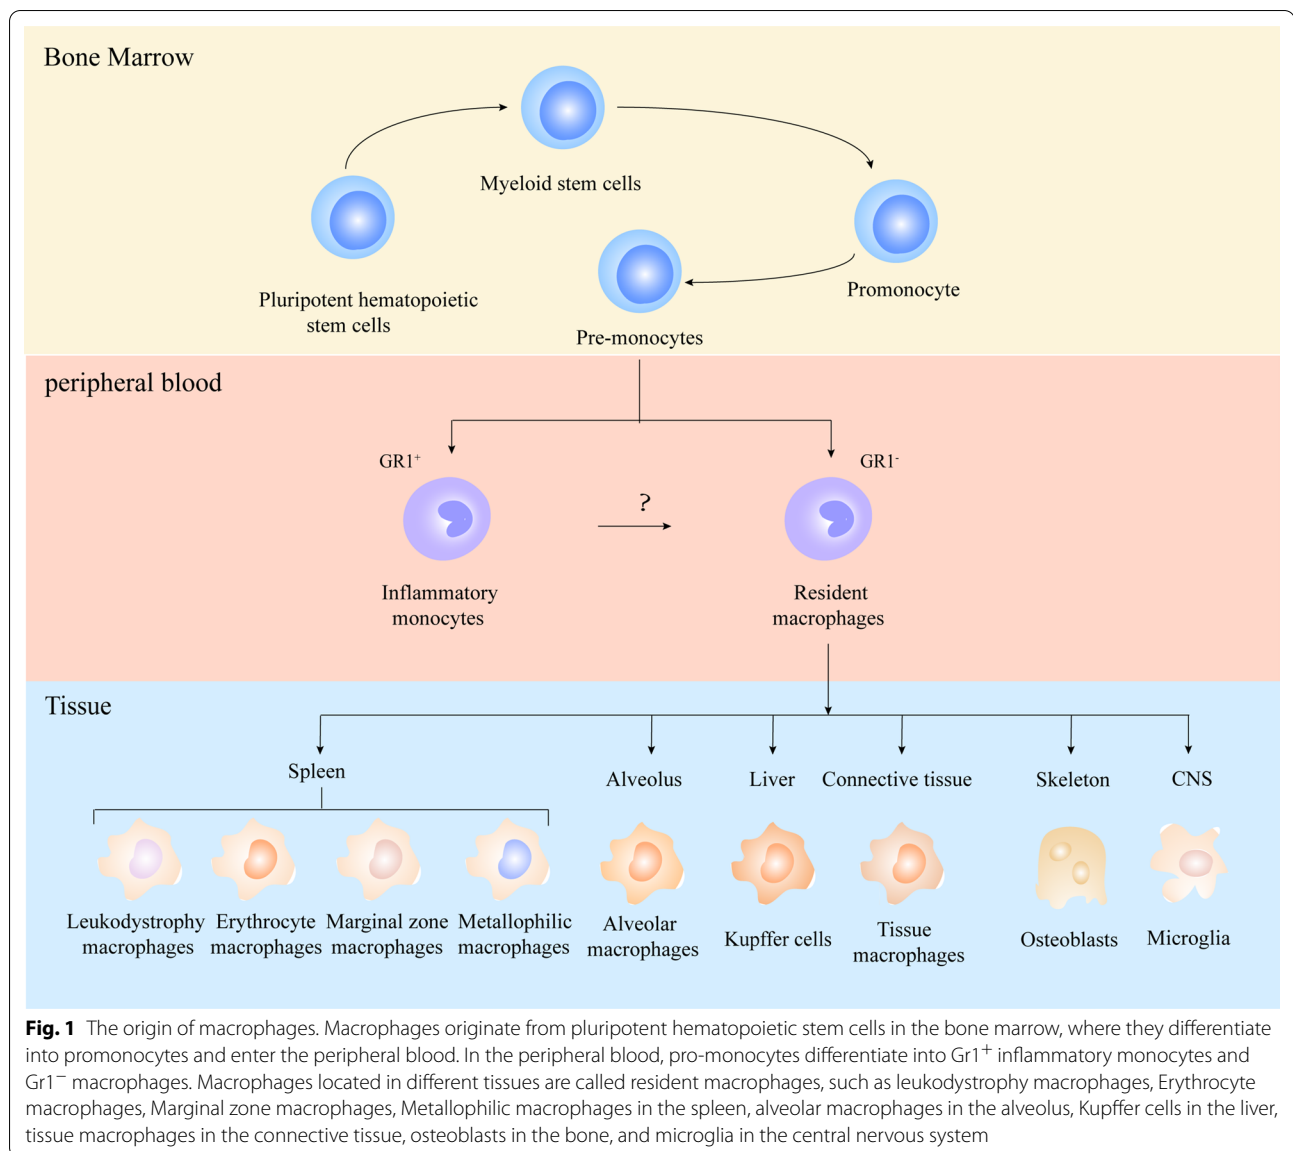 Bone Marrow
Myeloid stem cells
Pluripotent hematopoietic
stem cells
Promonocyte
Pre-monocytes
peripheral blood
GR1⁺
GR1⁻
?
Inflammatory
monocytes
Resident
macrophages
Tissue
Spleen
Alveolus
Liver
Connective tissue
Skeleton
CNS
Leukodystrophy
macrophages
Erythrocyte
macrophages
Marginal zone
macrophages
Metallophilic
macrophages
Alveolar
macrophages
Kupffer cells
Tissue
macrophages
Osteoblasts
Microglia
Fig. 1 The origin of macrophages. Macrophages originate from pluripotent hematopoietic stem cells in the bone marrow, where they differentiate
into promonocytes and enter the peripheral blood. In the peripheral blood, pro-monocytes differentiate into Gr1⁺ inflammatory monocytes and
Gr1⁻ macrophages. Macrophages located in different tissues are called resident macrophages, such as leukodystrophy macrophages, Erythrocyte
macrophages, Marginal zone macrophages, Metallophilic macrophages in the spleen, alveolar macrophages in the alveolus, Kupffer cells in the liver,
tissue macrophages in the connective tissue, osteoblasts in the bone, and microglia in the central nervous system